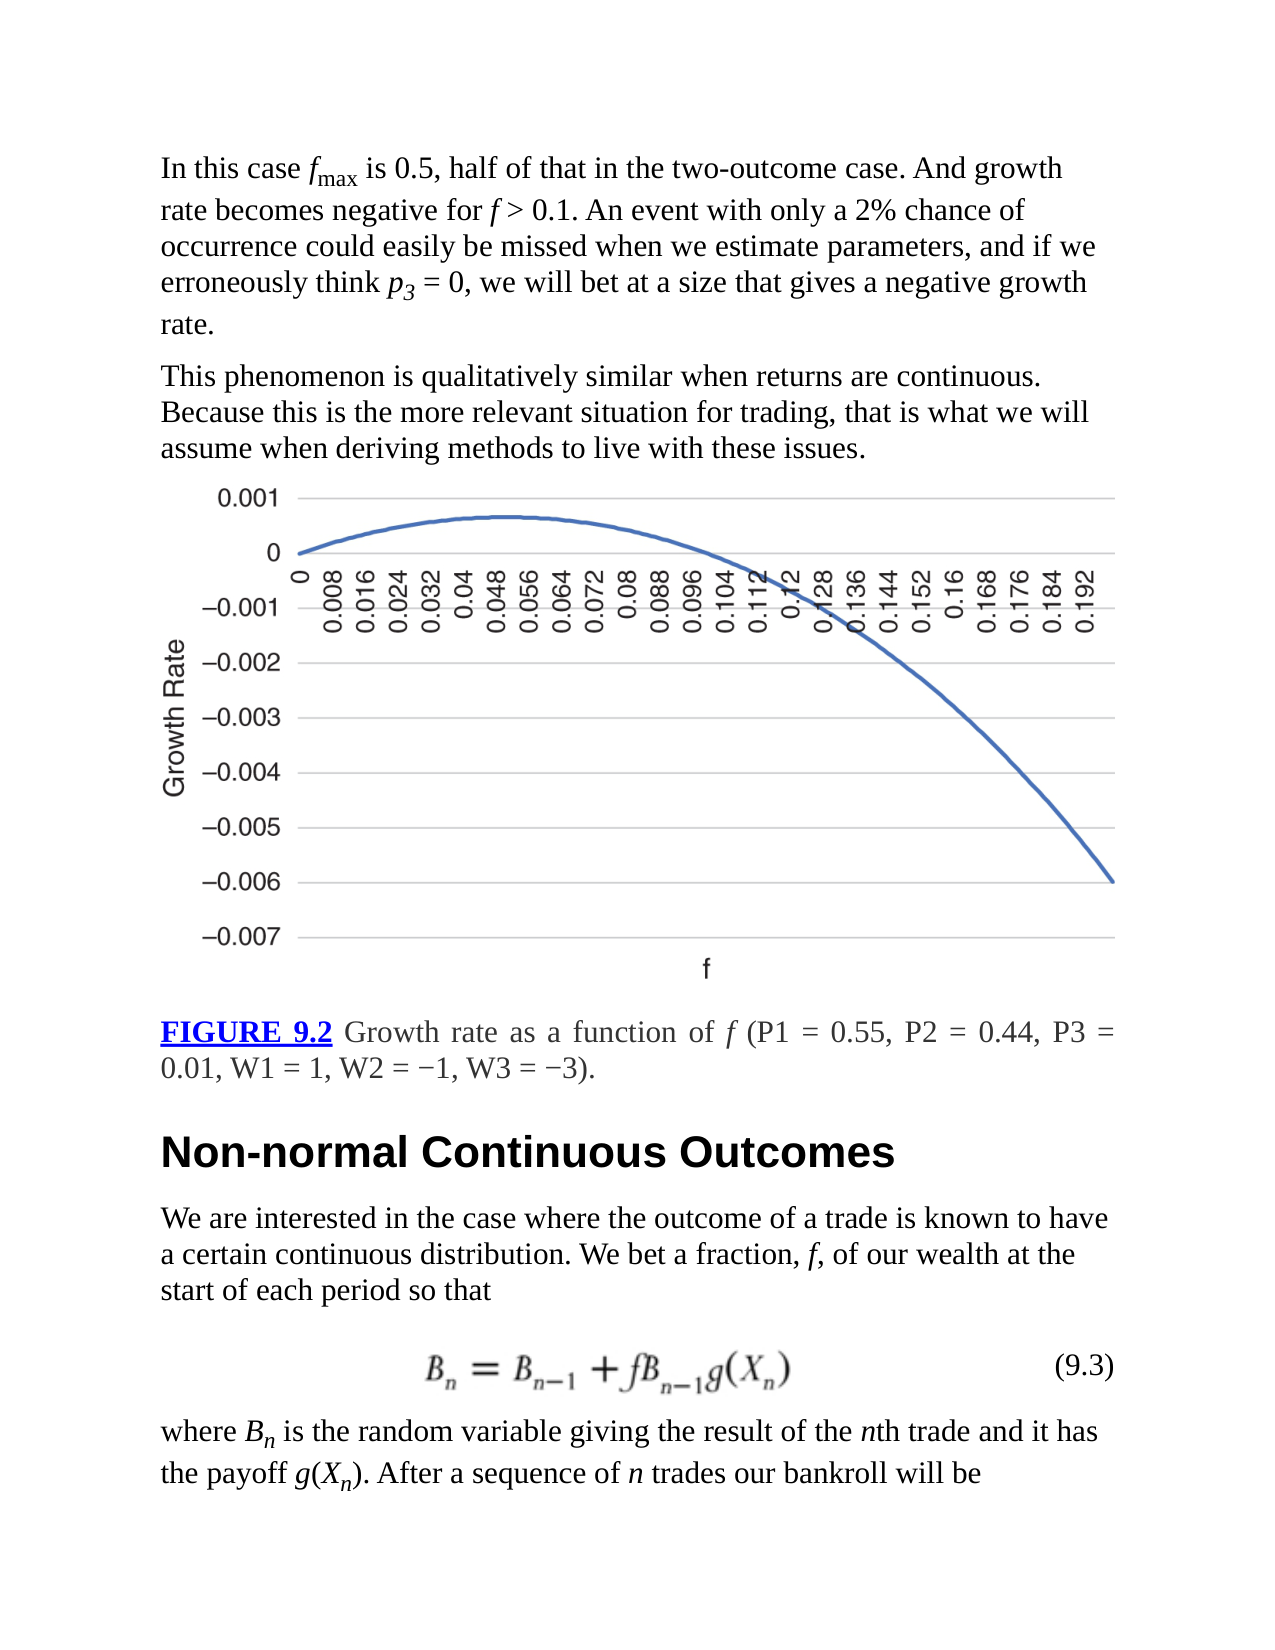 In this case fmax is 0.5, half of that in the two-outcome case. And growth
rate becomes negative for f > 0.1. An event with only a 2% chance of
occurrence could easily be missed when we estimate parameters, and if we
erroneously think p3 = 0, we will bet at a size that gives a negative growth
rate.
This phenomenon is qualitatively similar when returns are continuous.
Because this is the more relevant situation for trading, that is what we will
assume when deriving methods to live with these issues.
0.001
0
–0.001
–0.002
–0.003
–0.004
–0.005
–0.006
–0.007
Growth Rate
0
0.008
0.016
0.024
0.032
0.04
0.048
0.056
0.064
0.072
0.08
0.088
0.096
0.104
0.112
0.12
0.128
0.136
0.144
0.152
0.16
0.168
0.176
0.184
0.192
f
FIGURE 9.2 Growth rate as a function of f (P1 = 0.55, P2 = 0.44, P3 =
0.01, W1 = 1, W2 = −1, W3 = −3).
Non-normal Continuous Outcomes
We are interested in the case where the outcome of a trade is known to have
a certain continuous distribution. We bet a fraction, f, of our wealth at the
start of each period so that
Bn = Bn−1 + fBn−1g(Xn) (9.3)
where Bn is the random variable giving the result of the nth trade and it has
the payoff g(Xn). After a sequence of n trades our bankroll will be